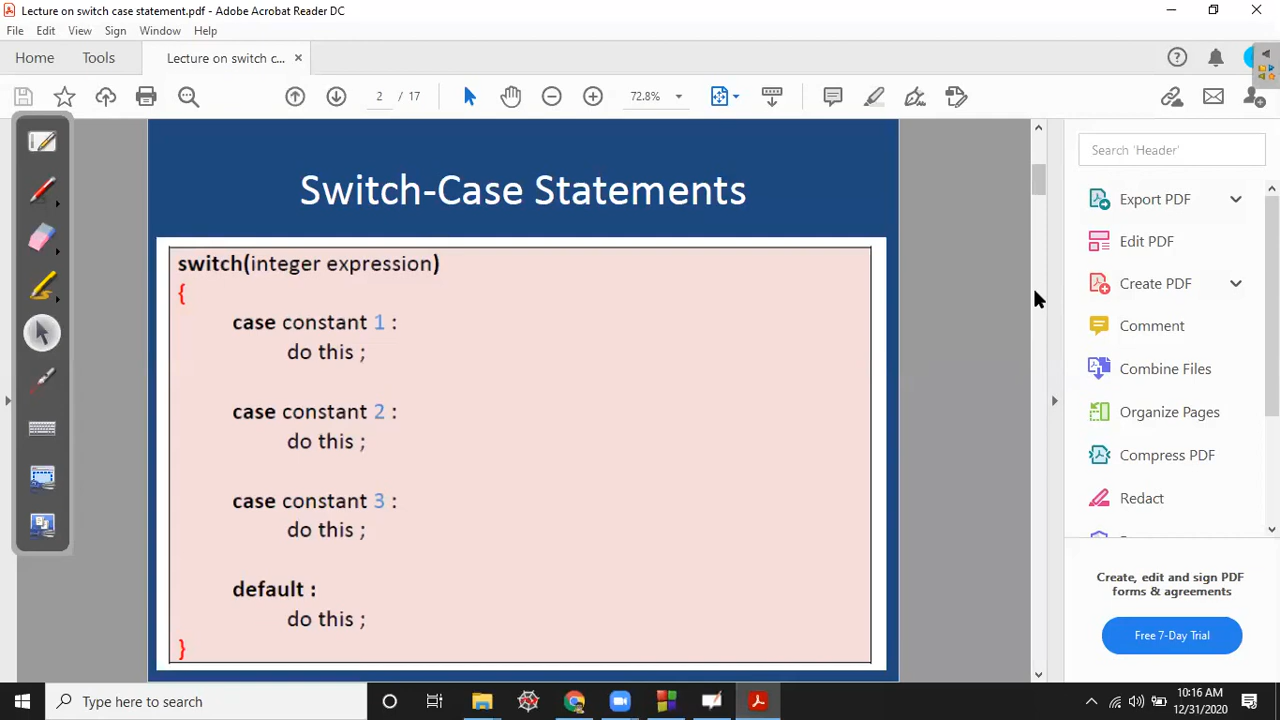 Lecture on switch case statement.pdf - Adobe Acrobat Reader DC
File Edit View Sign Window Help
Home Tools Lecture on switch c... ×
2 / 17 72.8%
Switch-Case Statements
switch(integer expression)
{
case constant 1 :
do this ;
case constant 2 :
do this ;
case constant 3 :
do this ;
default :
do this ;
}
Search 'Header'
Export PDF
Edit PDF
Create PDF
Comment
Combine Files
Organize Pages
Compress PDF
Redact
Create, edit and sign PDF
forms & agreements
Free 7-Day Trial
Type here to search
10:16 AM
12/31/2020